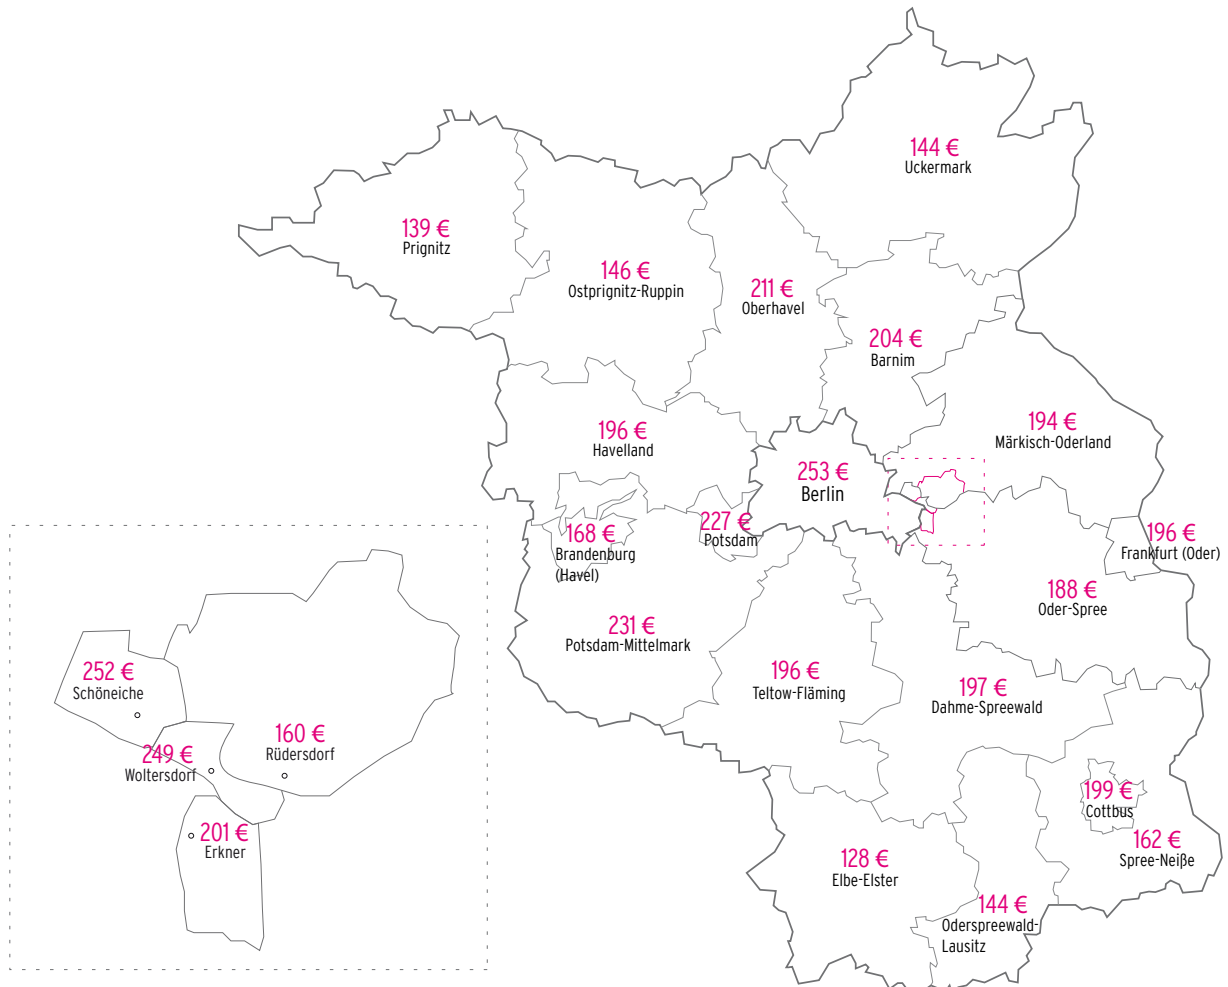 144 €
Uckermark
139 €
Prignitz
146 €
Ostprignitz-Ruppin
211 €
Oberhavel
204 €
Barnim
194 €
Märkisch-Oderland
196 €
Havelland
253 €
Berlin
227 €
Potsdam
168 €
Brandenburg
(Havel)
196 €
Frankfurt (Oder)
188 €
Oder-Spree
231 €
Potsdam-Mittelmark
196 €
Teltow-Fläming
197 €
Dahme-Spreewald
252 €
Schöneiche
160 €
Rüdersdorf
249 €
Woltersdorf
201 €
Erkner
199 €
Cottbus
162 €
Spree-Neiße
128 €
Elbe-Elster
144 €
Oderspreewald-
Lausitz